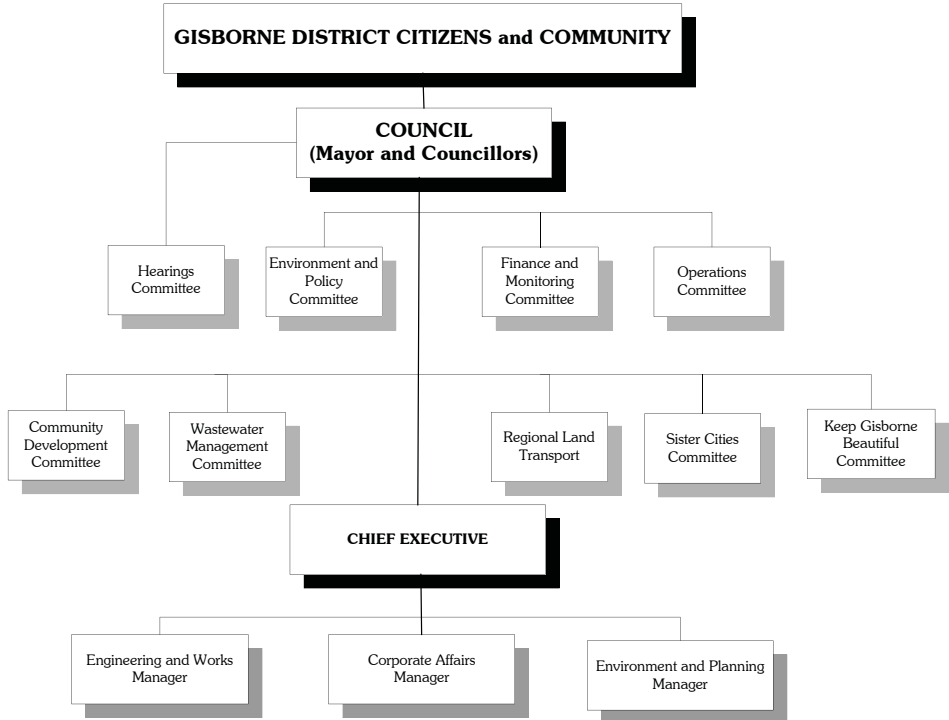 GISBORNE DISTRICT CITIZENS and COMMUNITY
COUNCIL
(Mayor and Councillors)
Hearings
Committee
Environment and
Policy
Committee
Finance and
Monitoring
Committee
Operations
Committee
Community
Development
Committee
Wastewater
Management
Committee
Regional Land
Transport
Sister Cities
Committee
Keep Gisborne
Beautiful
Committee
CHIEF EXECUTIVE
Engineering and Works
Manager
Corporate Affairs
Manager
Environment and Planning
Manager